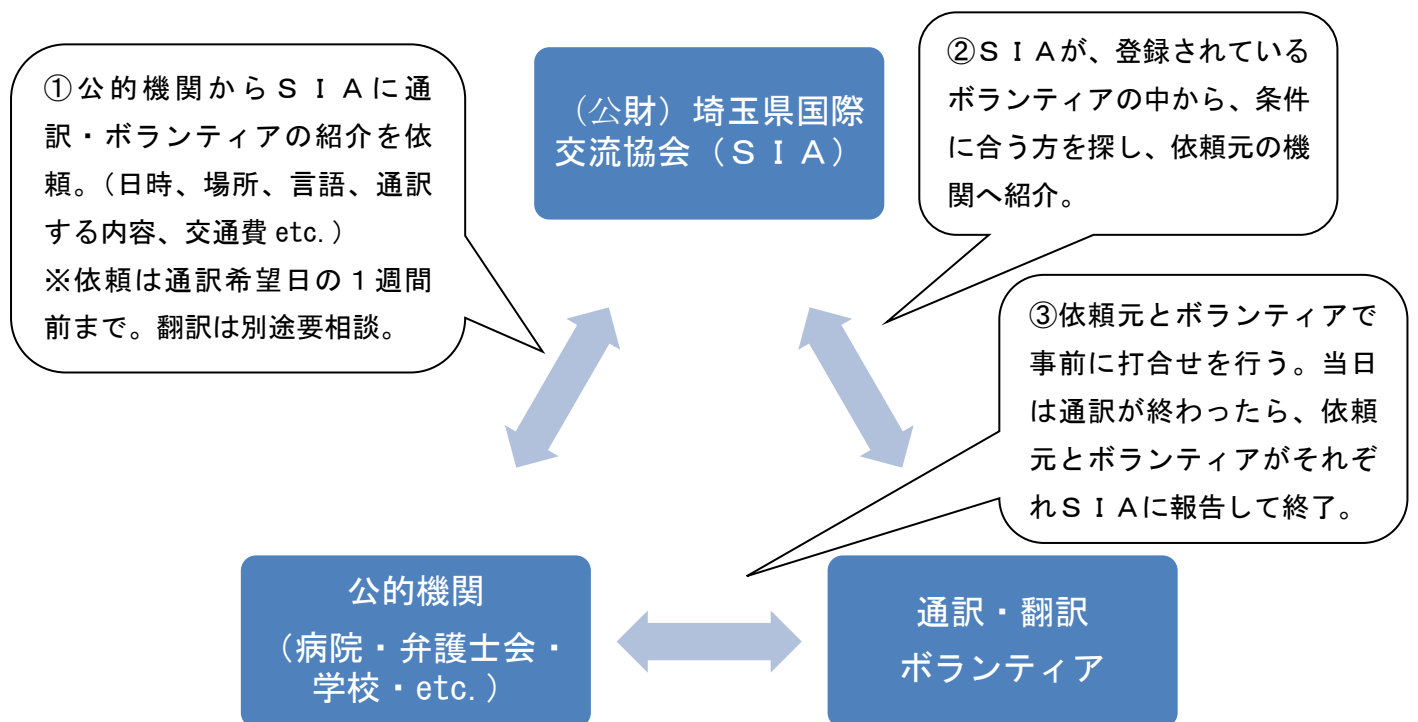 ①公的機関からＳＩＡに通
訳・ボランティアの紹介を依
頼。（日時、場所、言語、通訳
する内容、交通費 etc.）
※依頼は通訳希望日の１週間
前まで。翻訳は別途要相談。
（公財）埼玉県国際
交流協会（ＳＩＡ）
②ＳＩＡが、登録されている
ボランティアの中から、条件
に合う方を探し、依頼元の機
関へ紹介。
③依頼元とボランティアで
事前に打合せを行う。当日
は通訳が終わったら、依頼
元とボランティアがそれぞ
れＳＩＡに報告して終了。
公的機関
（病院・弁護士会・
学校・etc.）
通訳・翻訳
ボランティア